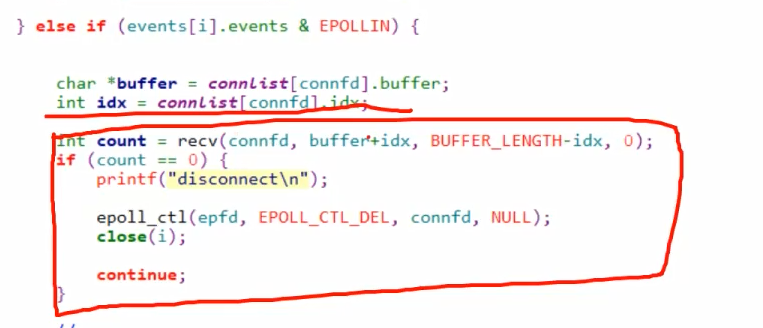 } else if (events[i].events & EPOLLIN) {
char *buffer = connlist[connfd].buffer;
int idx = connlist[connfd].idx;
int count = recv(connfd, buffer+idx, BUFFER_LENGTH-idx, 0);
if (count == 0) {
printf("disconnect\n");
epoll_ctl(epfd, EPOLL_CTL_DEL, connfd, NULL);
close(i);
continue;
}
//